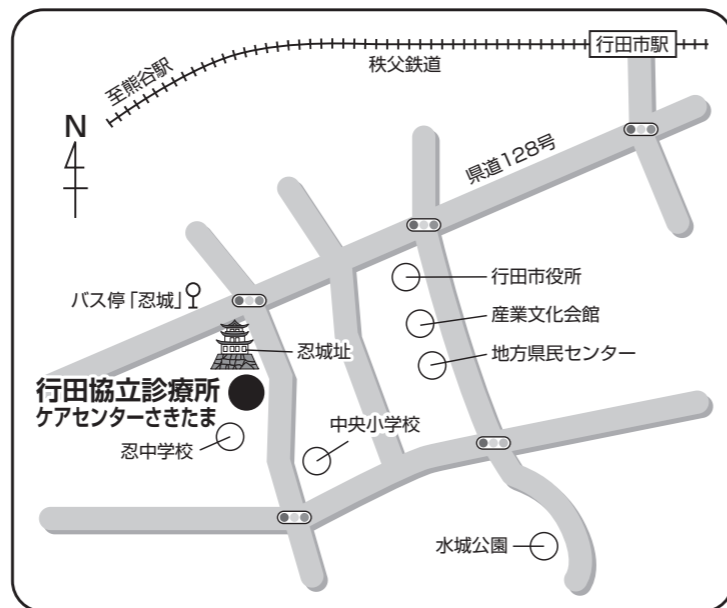 行田市駅
秩父鉄道
至熊谷駅
N
県道128号
行田市役所
バス停「忍城」
産業文化会館
忍城址
地方県民センター
行田協立診療所
ケアセンターさきたま
中央小学校
忍中学校
水城公園